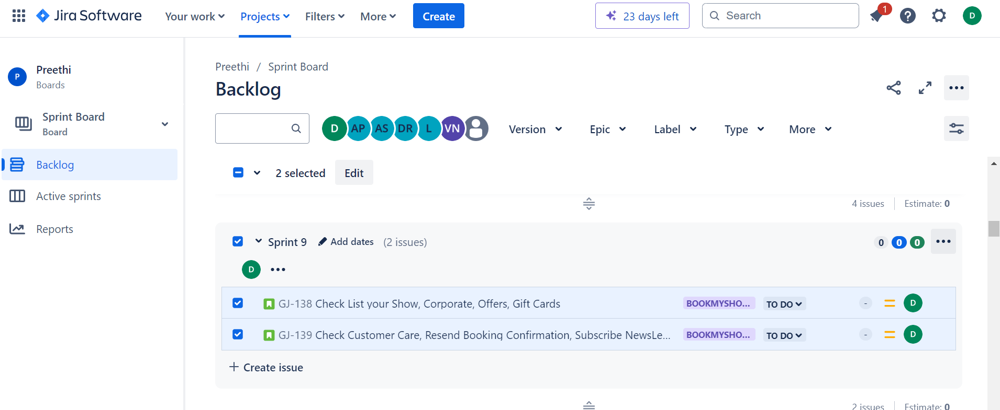 Jira Software
Your work
Projects
Filters
More
Create
23 days left
Search
1
D
P
Preethi
Boards
Sprint Board
Board
Backlog
Active sprints
Reports
Preethi / Sprint Board
Backlog
D AP AS DR L VN
Version
Epic
Label
Type
More
2 selected
Edit
4 issues
Estimate: 0
Sprint 9
Add dates
(2 issues)
0 0 0
D
GJ-138 Check List your Show, Corporate, Offers, Gift Cards
BOOKMYSHO...
TO DO
-
D
GJ-139 Check Customer Care, Resend Booking Confirmation, Subscribe NewsLe...
BOOKMYSHO...
TO DO
-
D
+ Create issue
2 issues
Estimate: 0